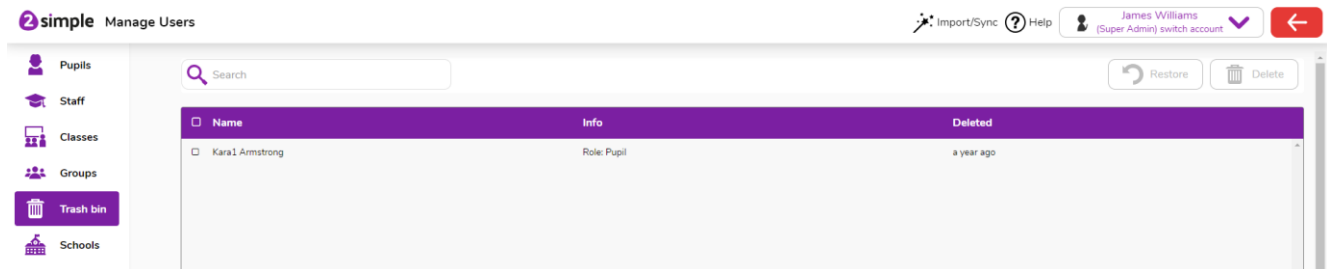 2simple Manage Users
Import/Sync ? Help
James Williams
(Super Admin) switch account
Pupils
Staff
Classes
Groups
Trash bin
Schools
Search
Restore Delete
Name Info Deleted
Kara1 Armstrong Role: Pupil a year ago